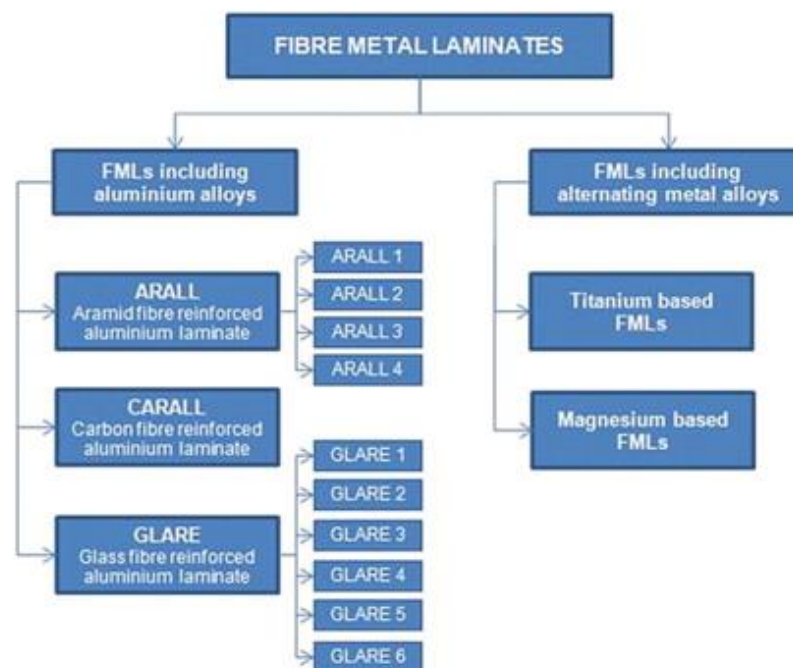 FIBRE METAL LAMINATES
FMLs including
aluminium alloys
FMLs including
alternating metal alloys
ARALL
Aramid fibre reinforced
aluminium laminate
ARALL 1
ARALL 2
ARALL 3
ARALL 4
CARALL
Carbon fibre reinforced
aluminium laminate
GLARE
Glass fibre reinforced
aluminium laminate
GLARE 1
GLARE 2
GLARE 3
GLARE 4
GLARE 5
GLARE 6
Titanium based
FMLs
Magnesium based
FMLs